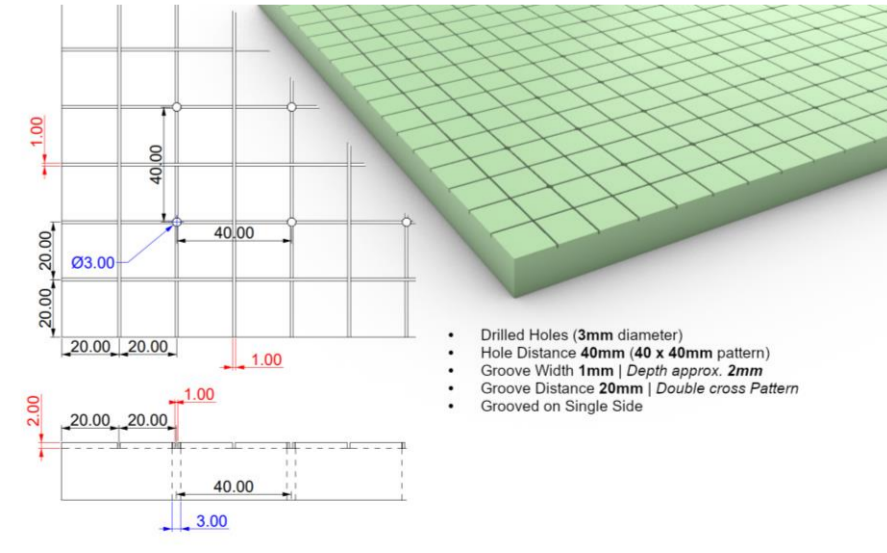 1.00
40.00
40.00
Ø3.00
20.00
20.00
20.00 20.00
1.00
• Drilled Holes (3mm diameter)
• Hole Distance 40mm (40 x 40mm pattern)
• Groove Width 1mm | Depth approx. 2mm
• Groove Distance 20mm | Double cross Pattern
• Grooved on Single Side
1.00
2.00
20.00 20.00
40.00
3.00